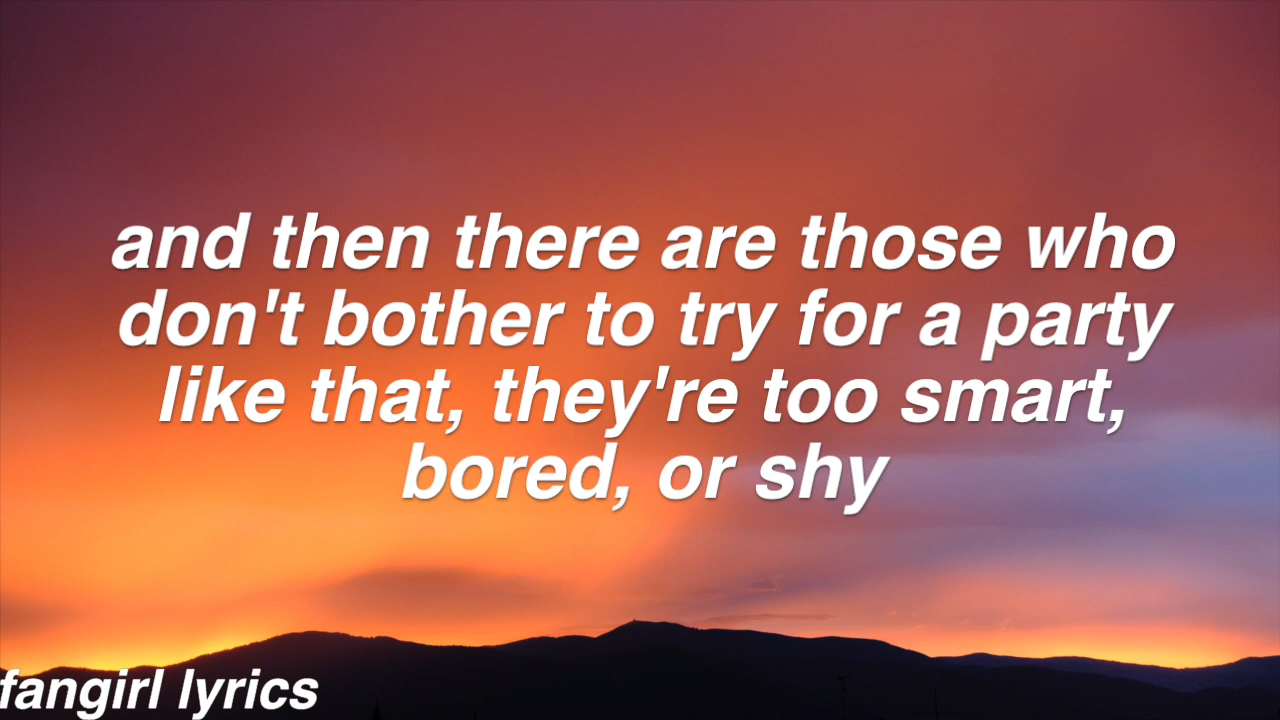 and then there are those who
don't bother to try for a party
like that, they're too smart,
bored, or shy
fangirl lyrics